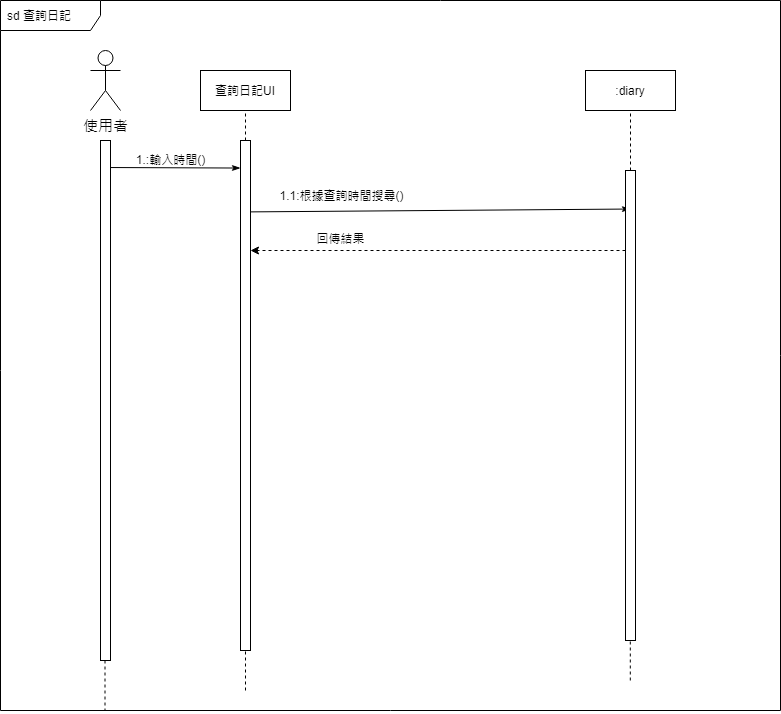 sd 查詢日記
使用者
查詢日記UI
:diary
1.:輸入時間()
1.1:根據查詢時間搜尋()
回傳結果